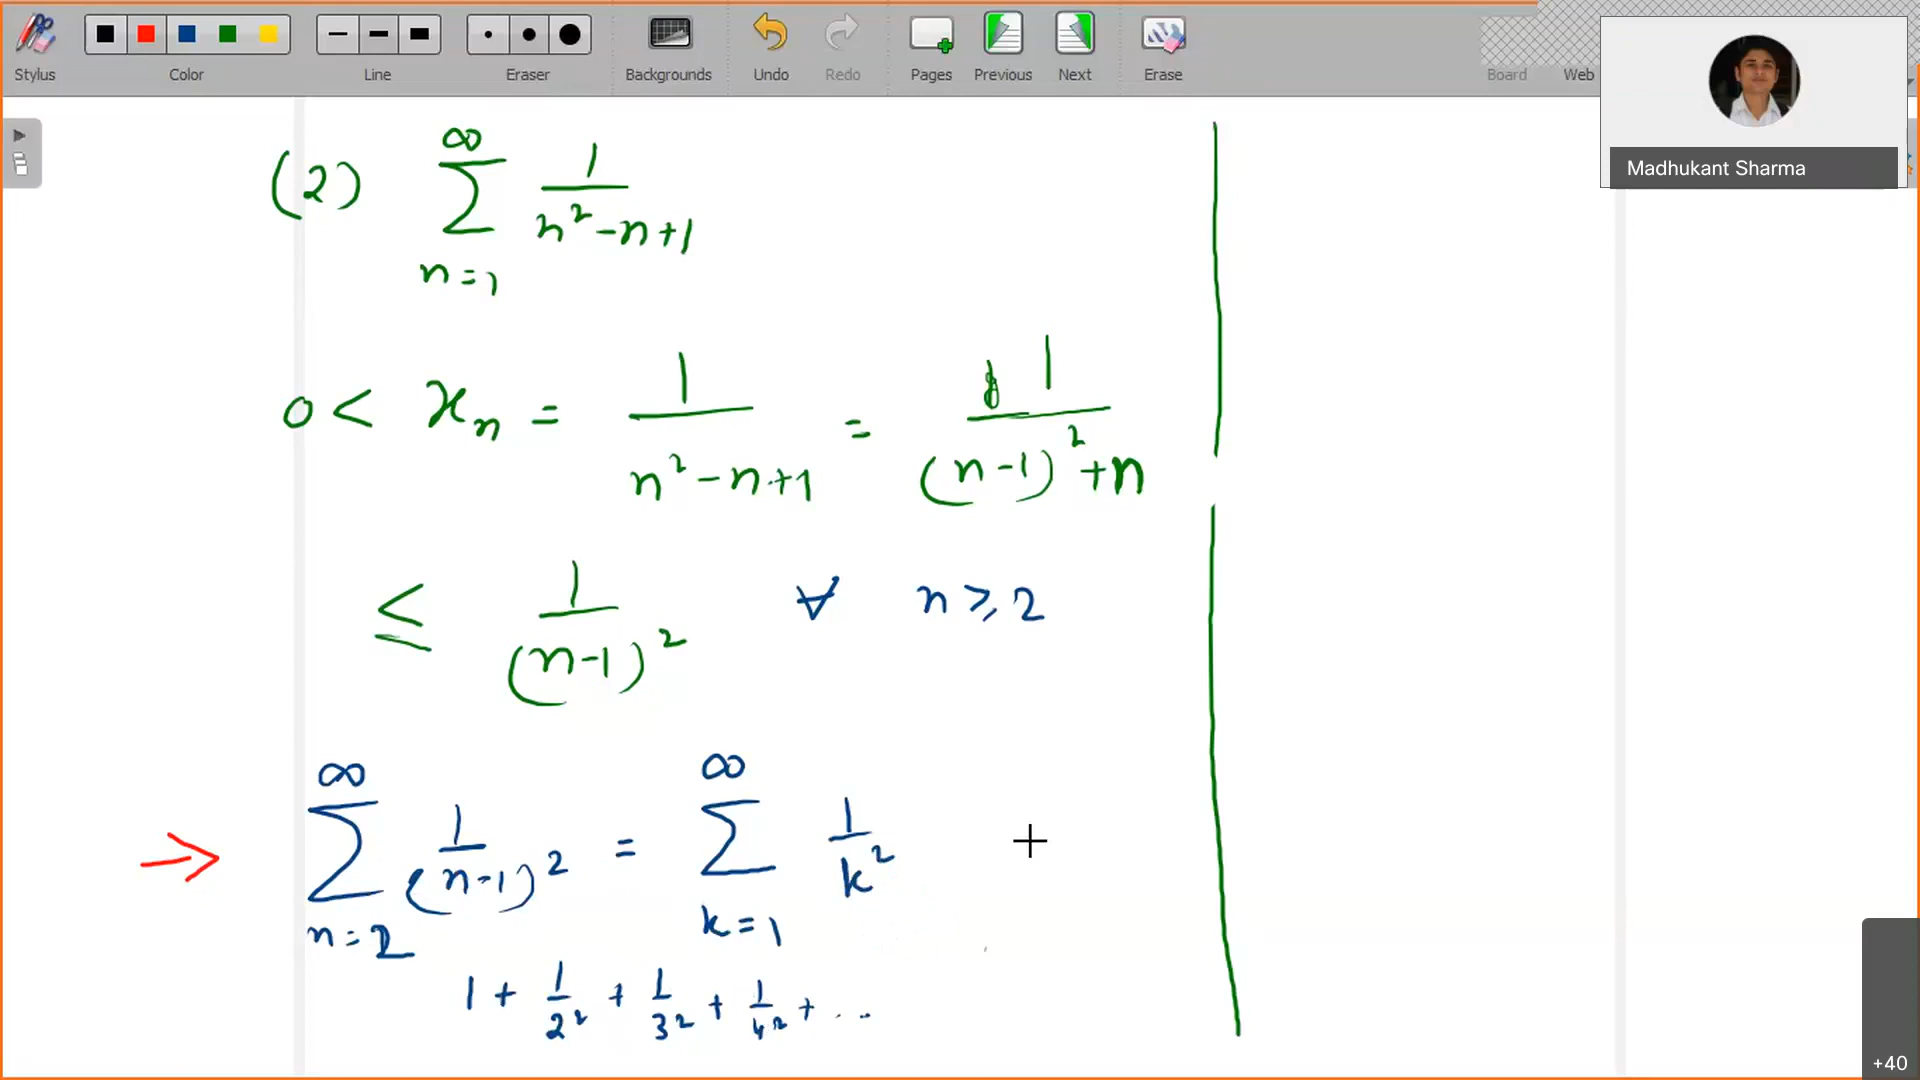 Stylus Color Line Eraser Backgrounds Undo Redo Pages Previous Next Erase Board Web
Madhukant Sharma
(2) ∞ ∑ n=1 1/(n²-n+1)
0 < xₙ = 1/(n²-n+1) = 1/((n-1)²+n)
≤ 1/(n-1)² ∀ n ≥ 2
⇒ ∞ ∑ n=2 1/(n-1)² = ∞ ∑ k=1 1/k²
1 + 1/2² + 1/3² + 1/4² + ...
+40